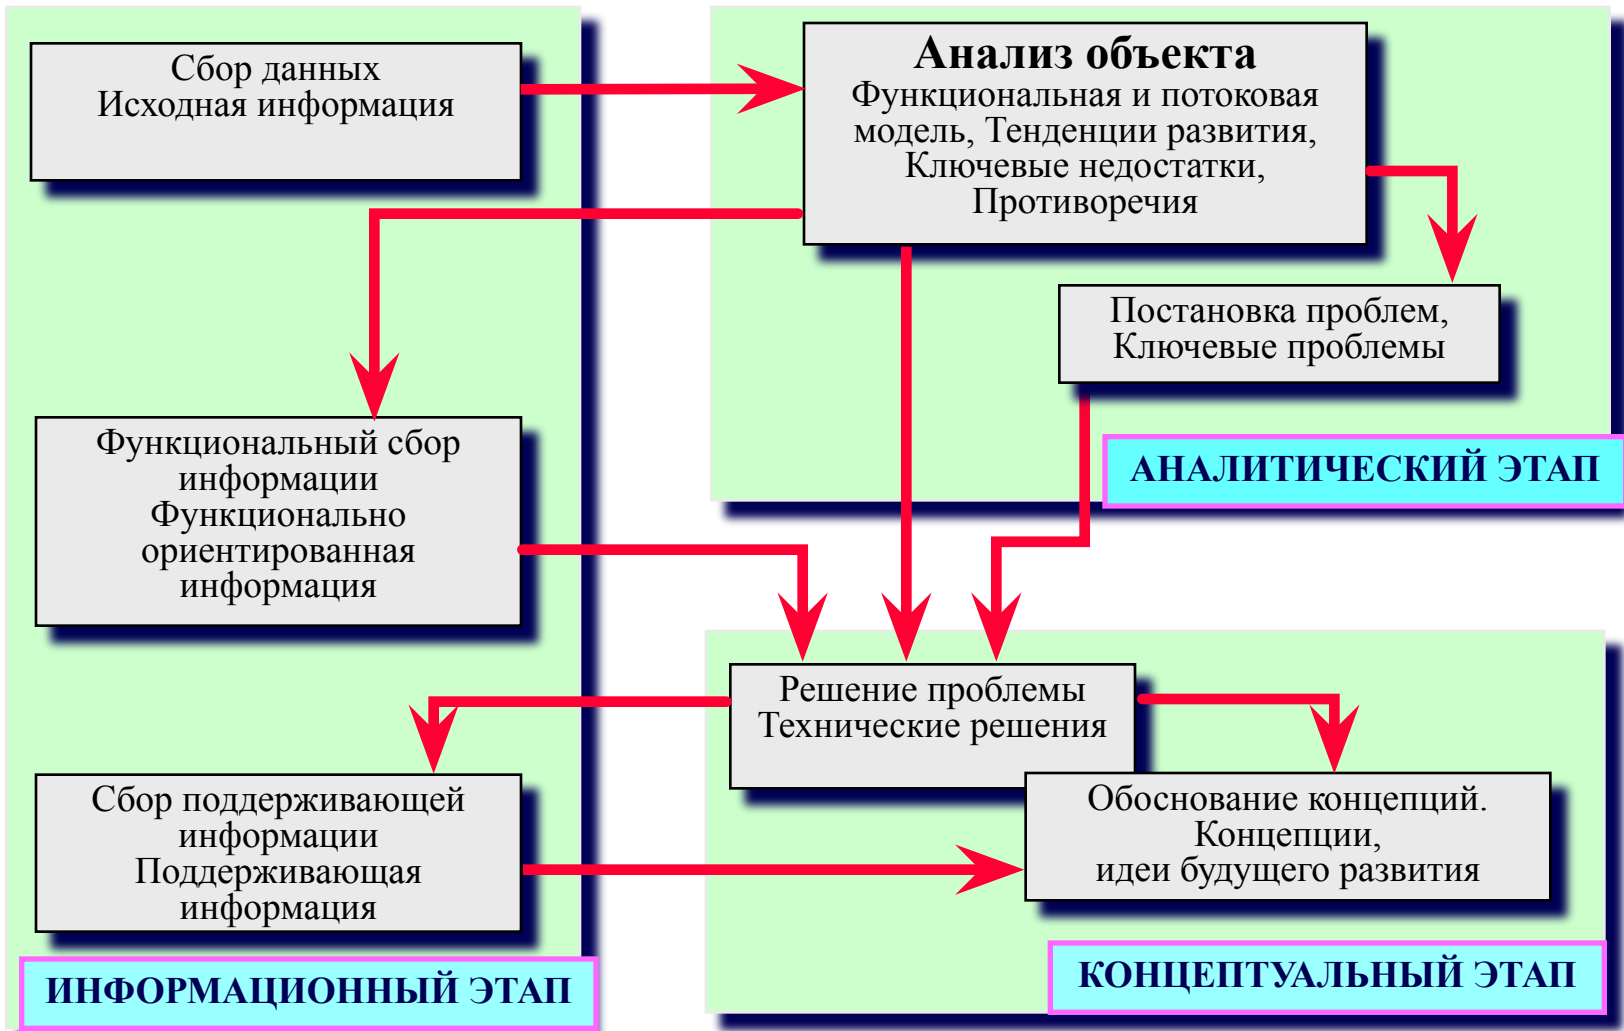 Сбор данных
Исходная информация
Анализ объекта
Функциональная и потоковая
модель, Тенденции развития,
Ключевые недостатки,
Противоречия
Постановка проблем,
Ключевые проблемы
АНАЛИТИЧЕСКИЙ ЭТАП
Функциональный сбор
информации
Функционально
ориентированная
информация
Решение проблемы
Технические решения
Сбор поддерживающей
информации
Поддерживающая
информация
Обоснование концепций.
Концепции,
идеи будущего развития
ИНФОРМАЦИОННЫЙ ЭТАП
КОНЦЕПТУАЛЬНЫЙ ЭТАП